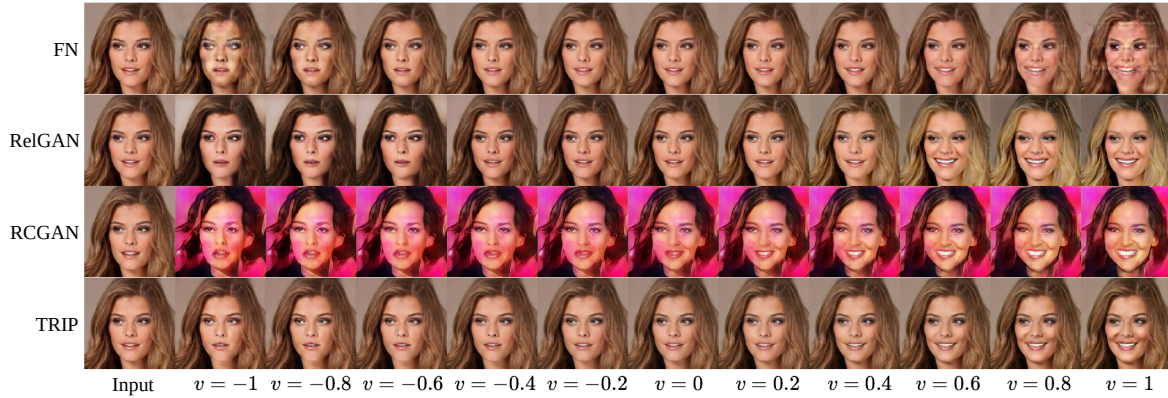 FN
RelGAN
RCGAN
TRIP
Input v = −1 v = −0.8 v = −0.6 v = −0.4 v = −0.2 v = 0 v = 0.2 v = 0.4 v = 0.6 v = 0.8 v = 1